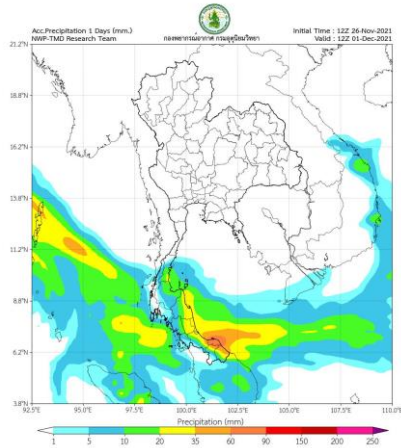 Acc.Precipitation 1 Days (mm.)
NWP-TMD Research Team
กองพยากรณ์อากาศ กรมอุตุนิยมวิทยา
Initial Time : 12Z 26-Nov-2021
Valid : 12Z 01-Dec-2021
21.2°N
18.8°N
16.2°N
13.8°N
11.2°N
8.8°N
6.2°N
3.8°N
92.5°E 95.0°E 97.5°E 100.0°E 102.5°E 105.0°E 107.5°E 110.0°E
Precipitation (mm)
1 5 10 20 35 60 90 150 200 250